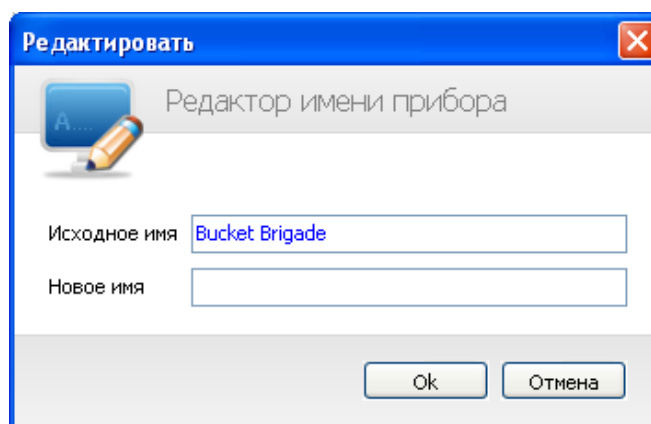 Редактировать
Редактор имени прибора
A....
Исходное имя Bucket Brigade
Новое имя
Ok Отмена